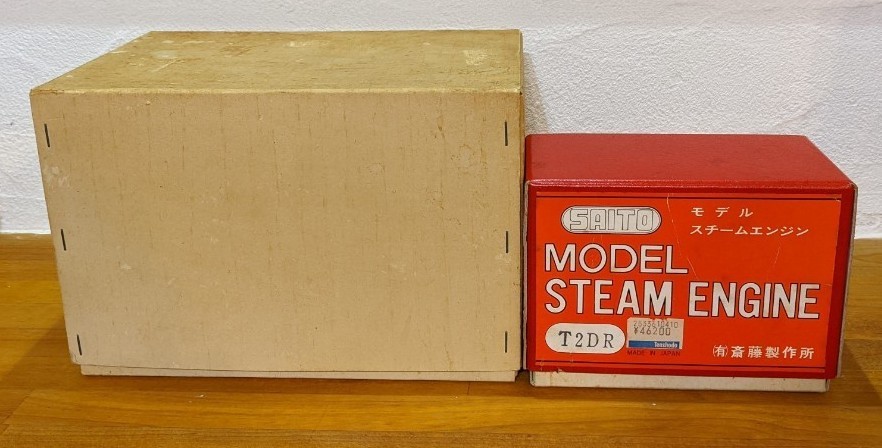 SAITO
モデル
スチームエンジン
MODEL
STEAM ENGINE
T2DR
¥46200
MADE IN JAPAN
(有)斎藤製作所